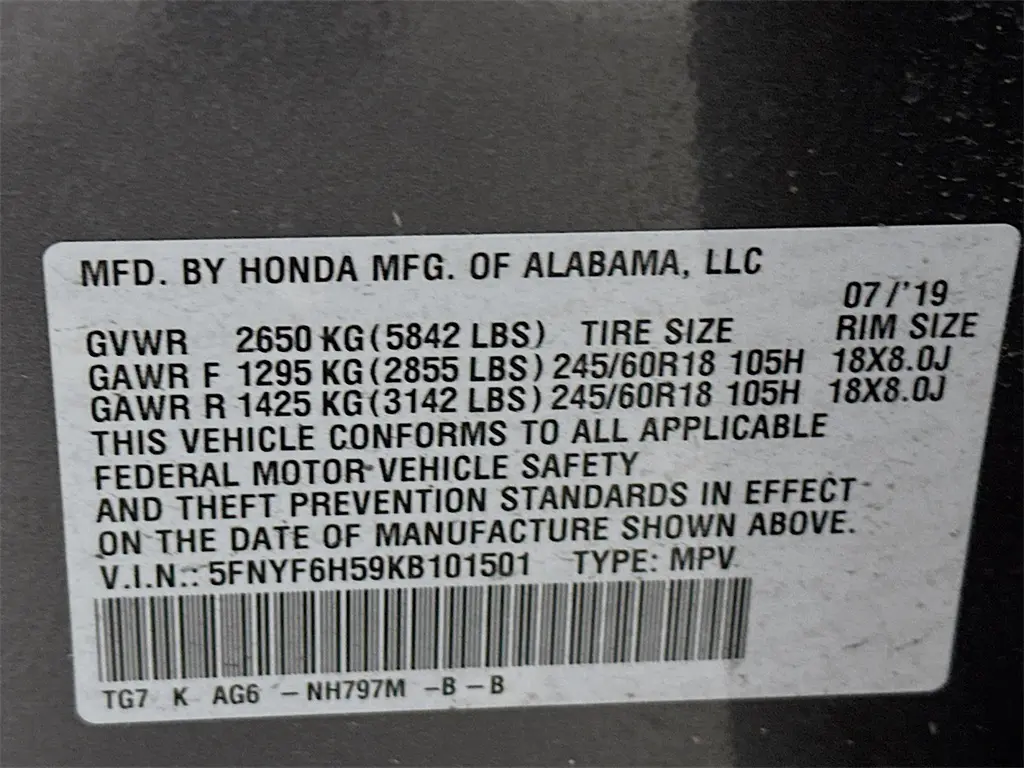 MFD. BY HONDA MFG. OF ALABAMA, LLC
07/'19
GVWR 2650 KG (5842 LBS) TIRE SIZE RIM SIZE
GAWR F 1295 KG (2855 LBS) 245/60R18 105H 18X8.0J
GAWR R 1425 KG (3142 LBS) 245/60R18 105H 18X8.0J
THIS VEHICLE CONFORMS TO ALL APPLICABLE
FEDERAL MOTOR VEHICLE SAFETY
AND THEFT PREVENTION STANDARDS IN EFFECT
ON THE DATE OF MANUFACTURE SHOWN ABOVE.
V.I.N.: 5FNYF6H59KB101501 TYPE: MPV
TG7 K AG6 -NH797M -B -B